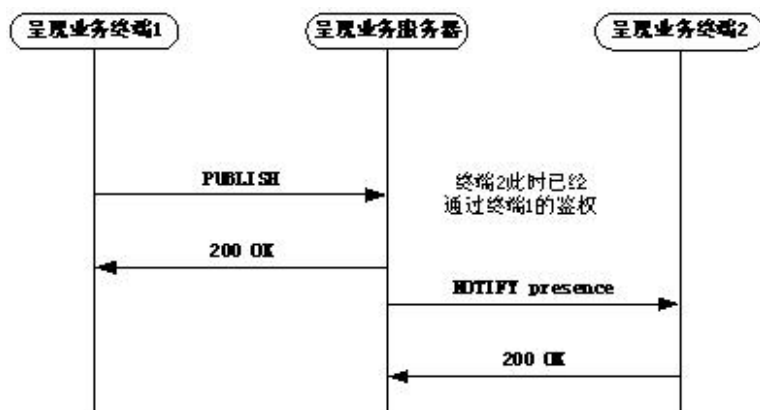 呈现业务终端1
呈现业务服务器
呈现业务终端2
PUBLISH
终端2此时已经
通过终端1的鉴权
200 OK
NOTIFY presence
200 OK